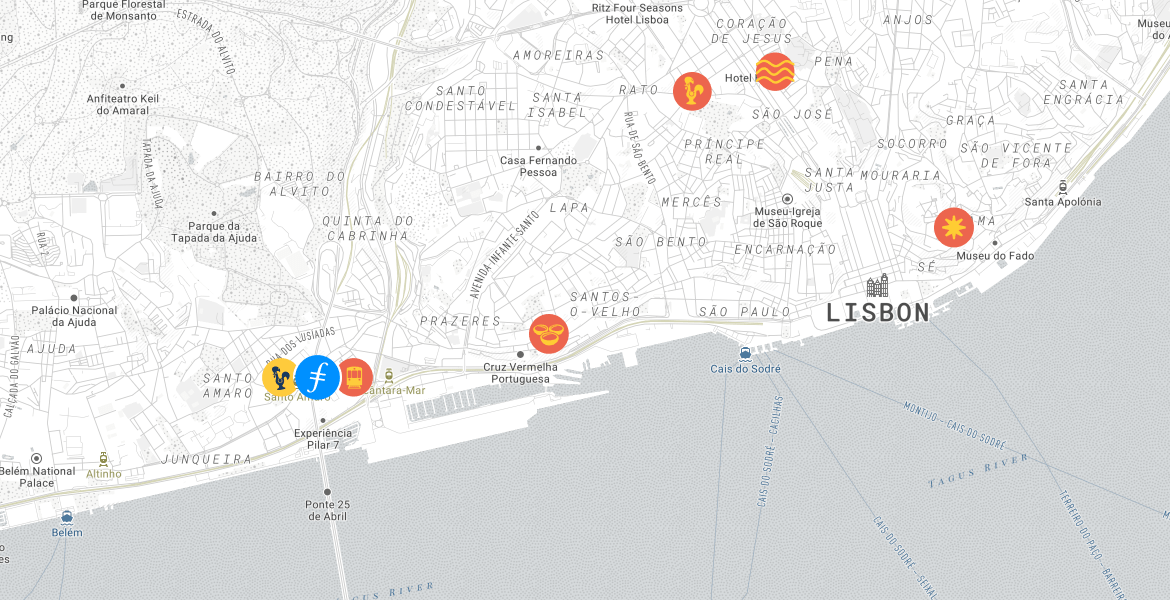 Parque Florestal
de Monsanto
ESTRADA DO ALVITO
Ritz Four Seasons
Hotel Lisboa
CORAÇÃO
DE JESUS
ANJOS
Museu
do A
ng
AMOREIRAS
PENA
Hotel
RATO
Anfiteatro Keil
do Amaral
SANTO
CONDESTÁVEL
SANTA
ISABEL
SANTA
ENGRÁCIA
SÃO JOSÉ
GRAÇA
RUA DE SÃO BENTO
TAPADA DA AJUDA
PRÍNCIPE
REAL
SOCORRO
SÃO VICENTE
DE FORA
Casa Fernando
Pessoa
BAIRRO DO
ALVITO
SANTA
JUSTA
MOURARIA
Santa Apolónia
MERCÊS
LAPA
Museu-Igreja
de São Roque
Parque da
Tapada da Ajuda
QUINTA DO
CABRINHA
AVENIDA INFANTE SANTO
MA
RUA 2
SÃO BENTO
ENCARNAÇÃO
Museu do Fado
SÉ
Palácio Nacional
da Ajuda
SANTOS-
O-VELHO
SÃO PAULO
LISBON
PRAZERES
RUA DOS LUSÍADAS
AJUDA
CALÇADA DO GALVÃO
Cruz Vermelha
Portuguesa
Cais do Sodré
SANTO
AMARO
Santo Amaro
cântara-Mar
Experiência
Pilar 7
MONTIJO – CAIS DO SODRÉ
CAIS DO SODRÉ – CACILHAS
JUNQUEIRA
TAGUS RIVER
Belém National
Palace
Altinho
Ponte 25
de Abril
TERREIRO DO PAÇO – BARREIRO
CAIS DO SODRÉ – SEIXAL
M
Belém
o
es
GUS RIVER